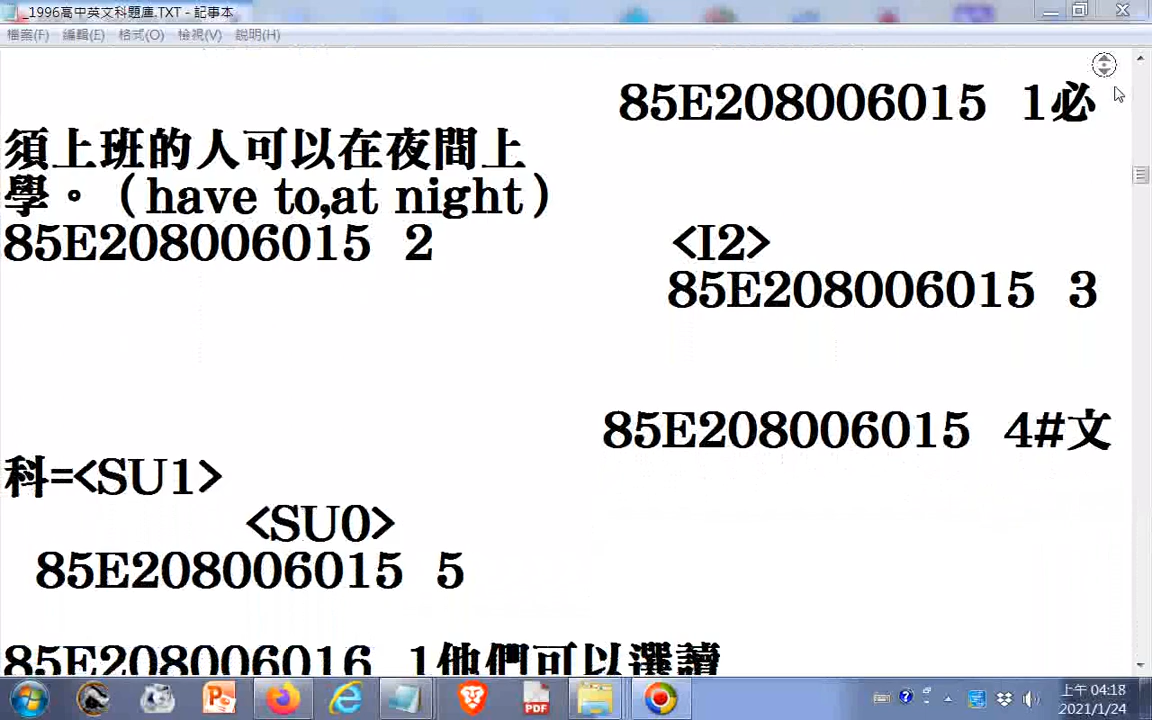 _1996高中英文科題庫.TXT - 記事本
檔案(F) 編輯(E) 格式(O) 檢視(V) 說明(H)
85E208006015 1必
須上班的人可以在夜間上
學。（have to,at night）
85E208006015 2 <I2>
85E208006015 3
85E208006015 4#文
科=<SU1>
<SU0>
85E208006015 5
85E208006016 1他們可以選讀
PDF
上午 04:18
2021/1/24